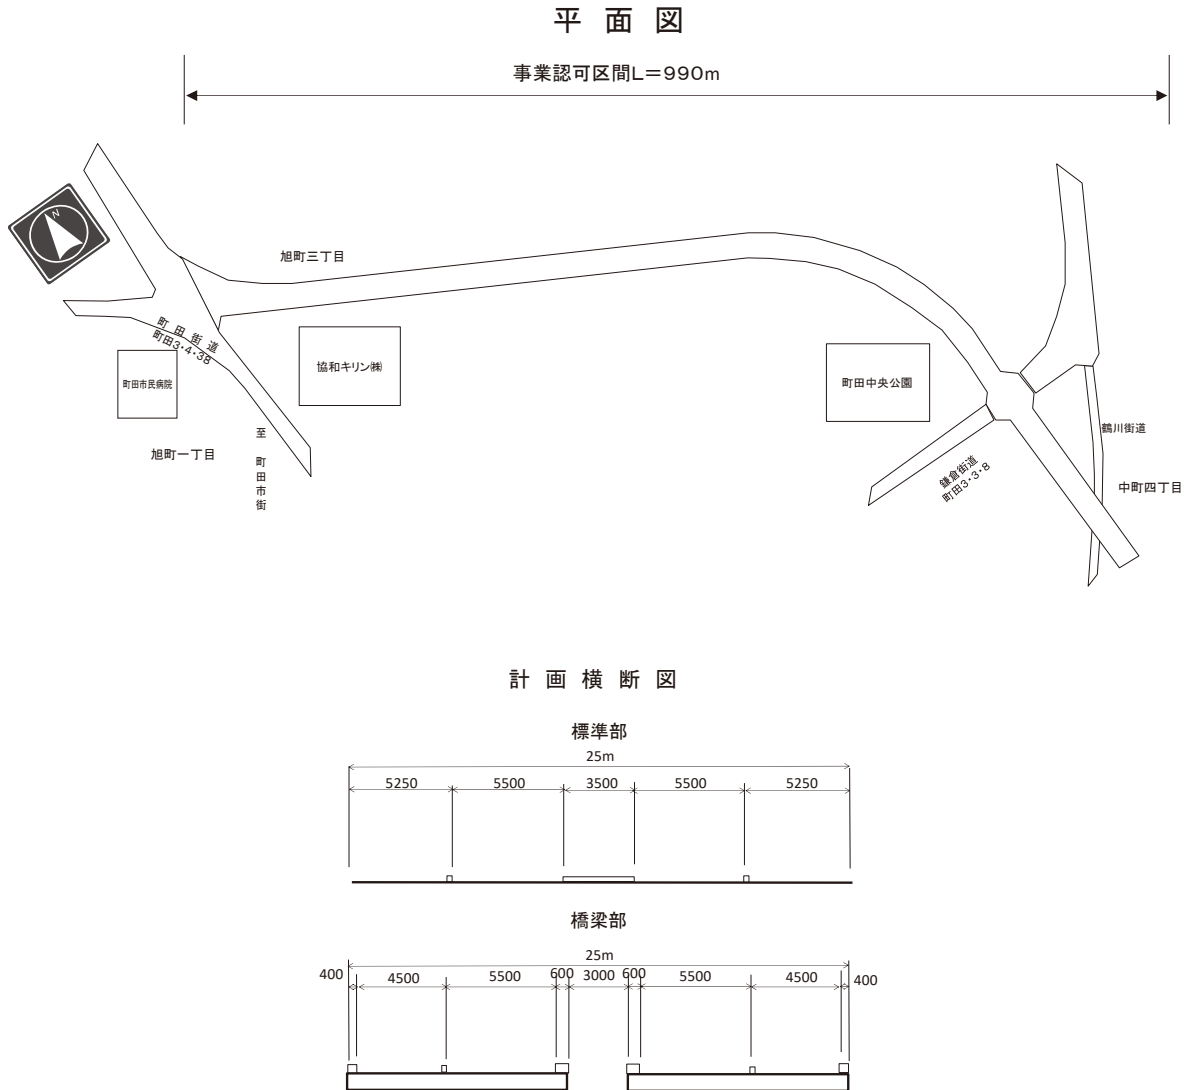 平面図
事業認可区間L=990m
N
旭町三丁目
町田街道
町田3・4・38
協和キリン㈱
町田市民病院
町田中央公園
旭町一丁目
至町田市街
鶴川街道
鎌倉街道
町田3・3・8
中町四丁目
計画横断図
標準部
25m
5250 5500 3500 5500 5250
橋梁部
25m
400 4500 5500 600 3000 600 5500 4500 400